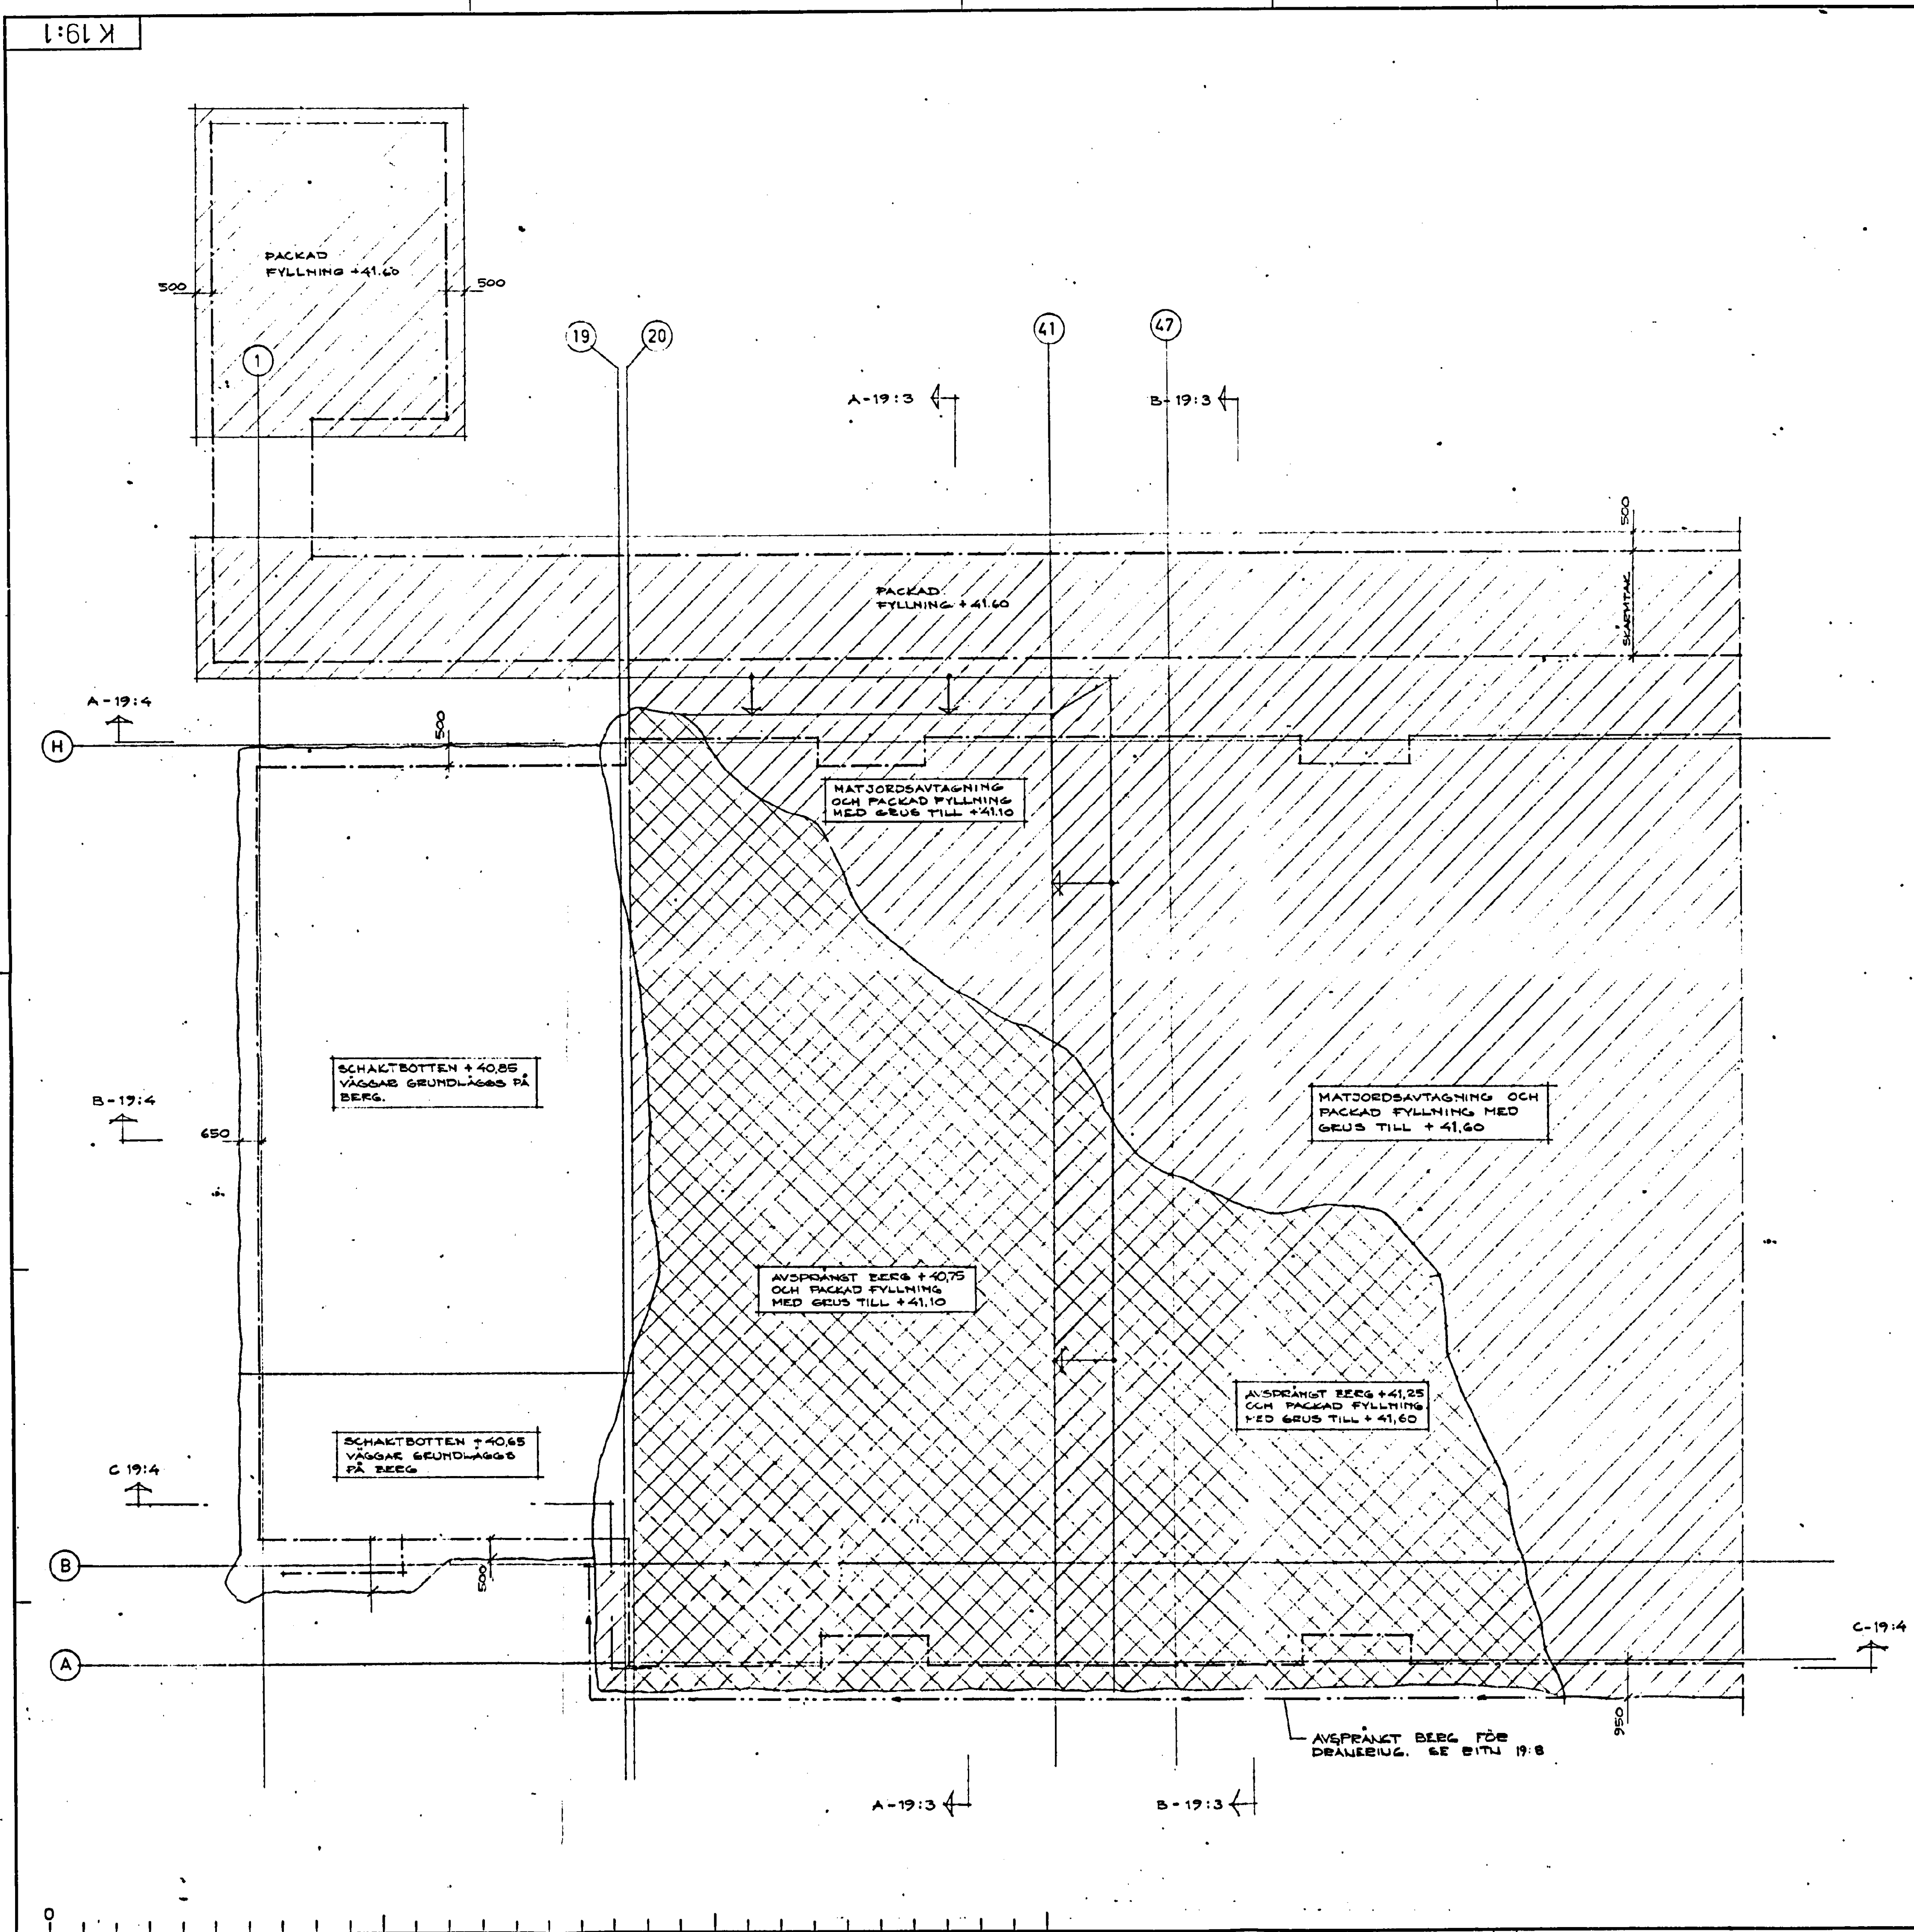 K 19:1
PACKAD
FYLLNING +41.60
500
500
1
19
20
41
47
A-19:3
B-19:3
500
SKÄRMTAK
PACKAD
FYLLNING +41.60
A-19:4
H
500
MATJORDSAVTAGNING
OCH PACKAD FYLLNING
MED GRUS TILL +41.10
SCHAKTBOTTEN +40,85
VÄGGAR GRUNDLÄGGS PÅ
BERG.
B-19:4
650
MATJORDSAVTAGNING OCH
PACKAD FYLLNING MED
GRUS TILL +41,60
AVSPRÄNGT BERG +40,75
OCH PACKAD FYLLNING
MED GRUS TILL +41,10
AVSPRÄNGT BERG +41,25
OCH PACKAD FYLLNING
MED GRUS TILL +41,60
SCHAKTBOTTEN +40,65
VÄGGAR GRUNDLÄGGS
PÅ BERG
C 19:4
B
500
A
C-19:4
950
AVSPRÄNGT BERG FÖR
DRÄNERING. SE RITN 19:8
A-19:3
B-19:3
0